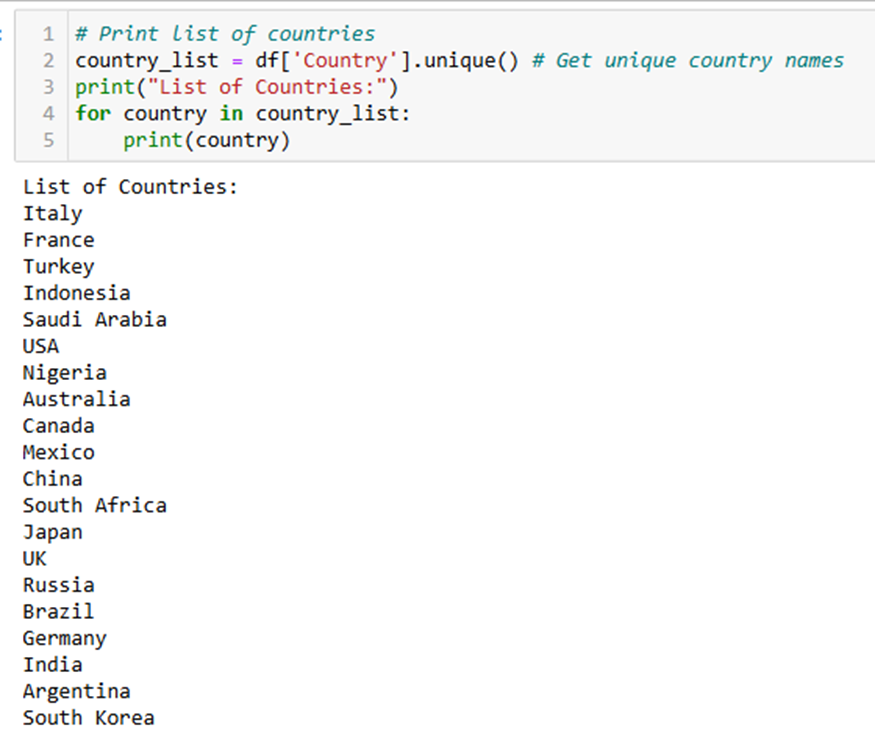 1 # Print list of countries
2 country_list = df['Country'].unique() # Get unique country names
3 print("List of Countries:")
4 for country in country_list:
5     print(country)
List of Countries:
Italy
France
Turkey
Indonesia
Saudi Arabia
USA
Nigeria
Australia
Canada
Mexico
China
South Africa
Japan
UK
Russia
Brazil
Germany
India
Argentina
South Korea